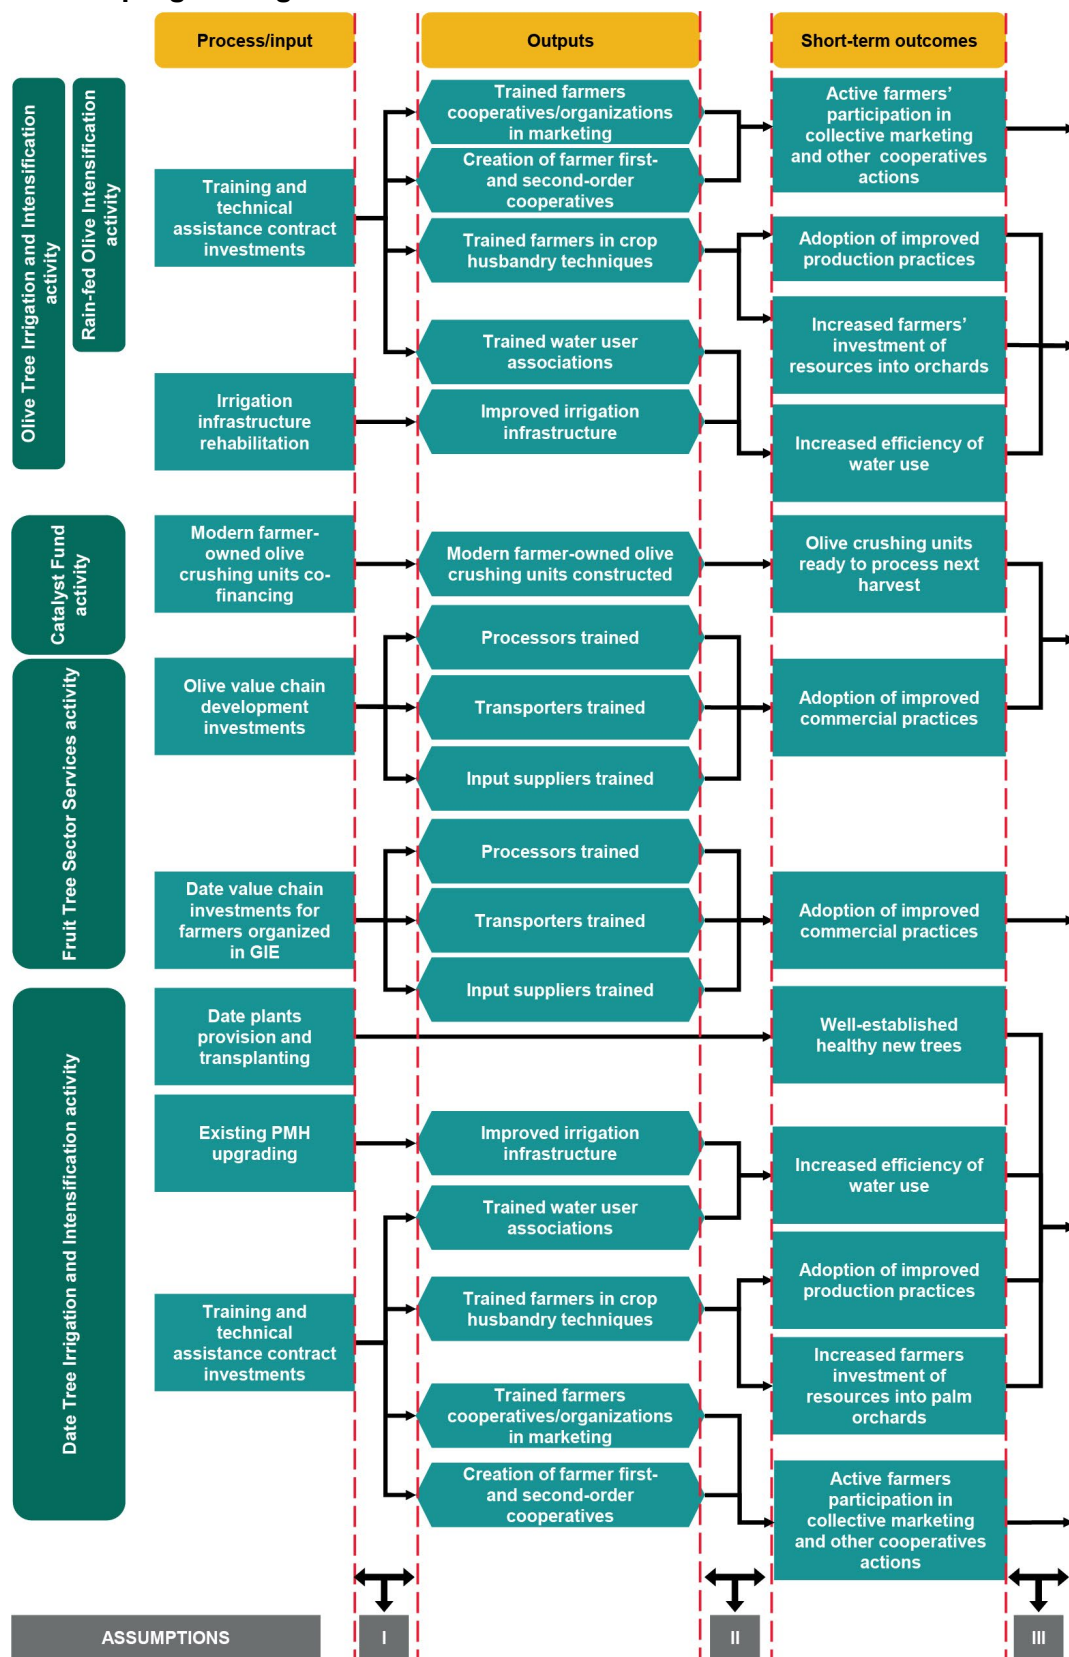 Process/input
Outputs
Short-term outcomes
Olive Tree Irrigation and Intensification
activity
Rain-fed Olive Intensification
activity
Training and
technical
assistance contract
investments
Irrigation
infrastructure
rehabilitation
Trained farmers
cooperatives/organizations
in marketing
Creation of farmer first-
and second-order
cooperatives
Trained farmers in crop
husbandry techniques
Trained water user
associations
Improved irrigation
infrastructure
Active farmers’
participation in
collective marketing
and other cooperatives
actions
Adoption of improved
production practices
Increased farmers’
investment of
resources into orchards
Increased efficiency of
water use
Catalyst Fund
activity
Modern farmer-
owned olive
crushing units co-
financing
Modern farmer-owned olive
crushing units constructed
Olive crushing units
ready to process next
harvest
Fruit Tree Sector Services activity
Olive value chain
development
investments
Processors trained
Transporters trained
Input suppliers trained
Adoption of improved
commercial practices
Date value chain
investments for
farmers organized
in GIE
Processors trained
Transporters trained
Input suppliers trained
Adoption of improved
commercial practices
Date Tree Irrigation and Intensification activity
Date plants
provision and
transplanting
Well-established
healthy new trees
Existing PMH
upgrading
Improved irrigation
infrastructure
Trained water user
associations
Increased efficiency of
water use
Training and
technical
assistance contract
investments
Trained farmers in crop
husbandry techniques
Trained farmers
cooperatives/organizations
in marketing
Creation of farmer first-
and second-order
cooperatives
Adoption of improved
production practices
Increased farmers
investment of
resources into palm
orchards
Active farmers
participation in
collective marketing
and other cooperatives
actions
ASSUMPTIONS
I
II
III